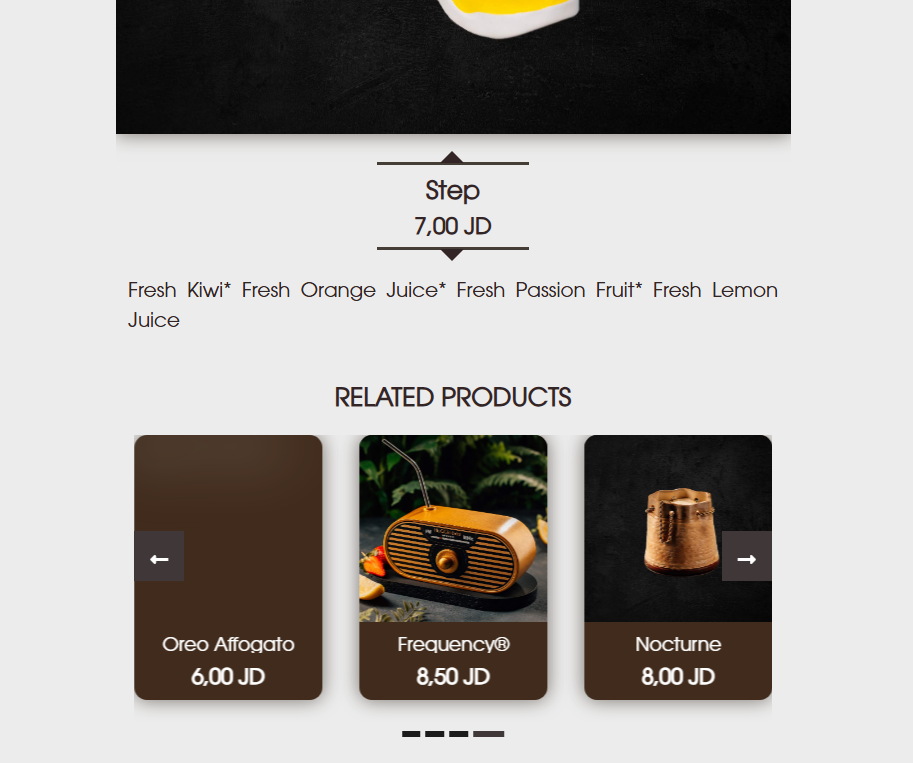 Step
7,00 JD
Fresh Kiwi* Fresh Orange Juice* Fresh Passion Fruit* Fresh Lemon
Juice
RELATED PRODUCTS
Oreo Affogato
6,00 JD
Frequency®
8,50 JD
Nocturne
8,00 JD